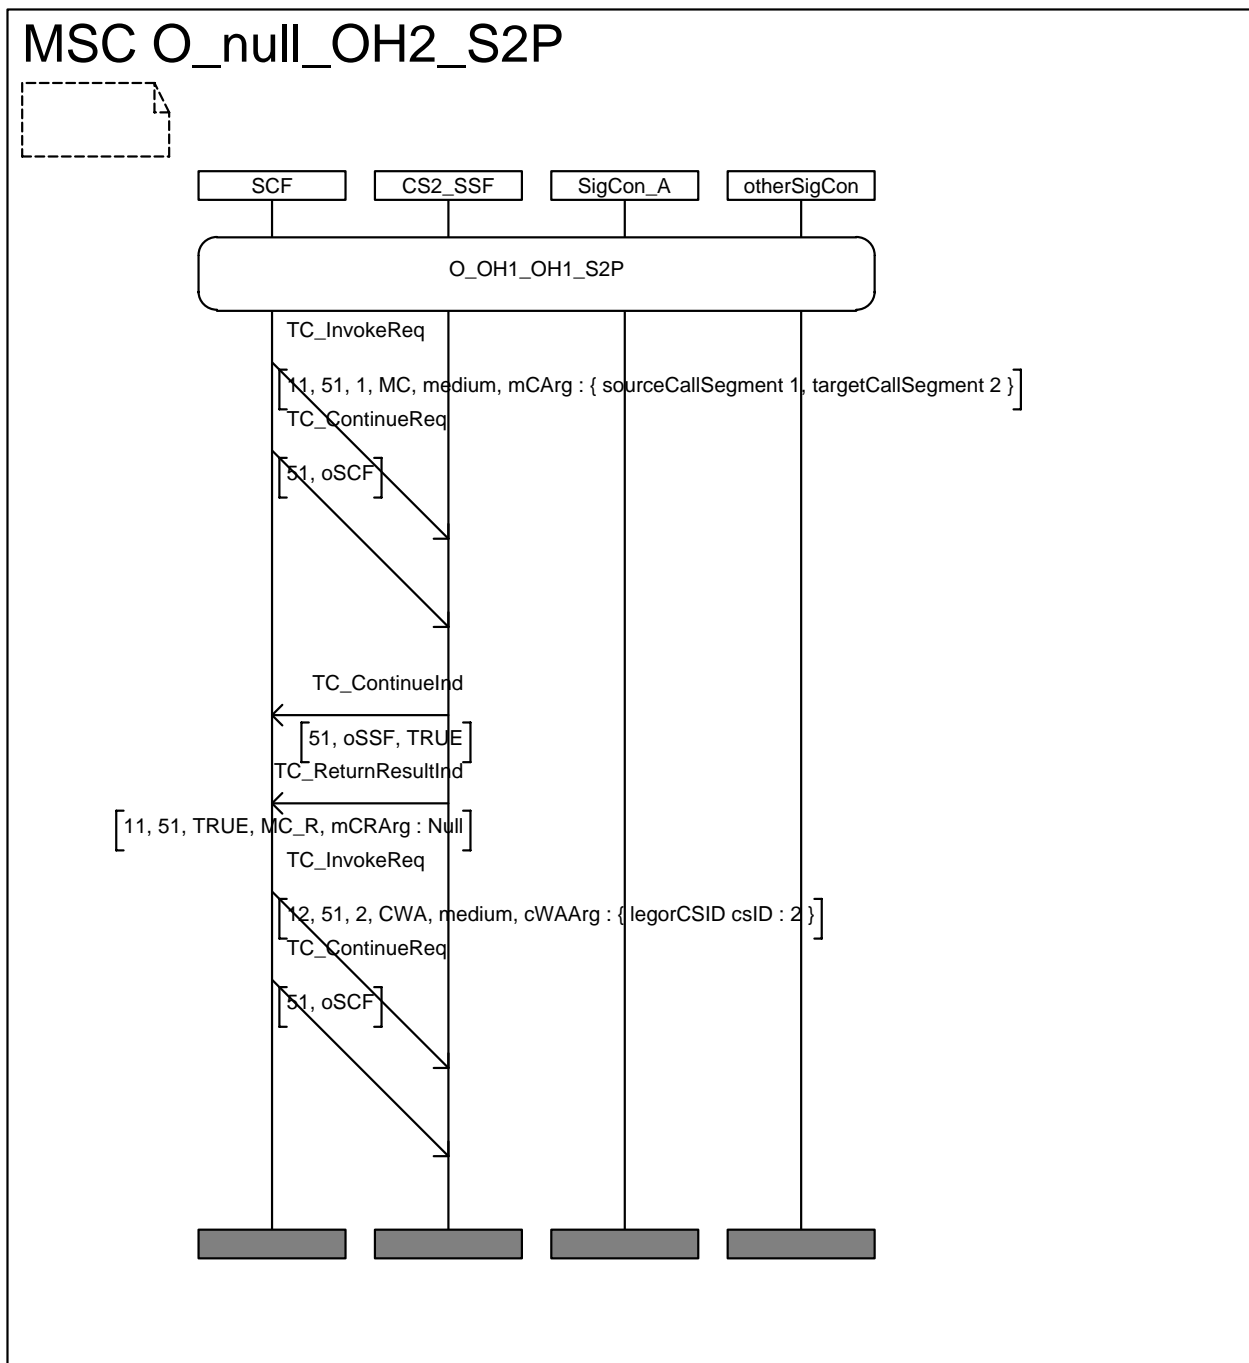 MSC O_null_OH2_S2P
SCF CS2_SSF SigCon_A otherSigCon
O_OH1_OH1_S2P
TC_InvokeReq
11, 51, 1, MC, medium, mCArg : { sourceCallSegment 1, targetCallSegment 2 }
TC_ContinueReq
51, oSCF
TC_ContinueInd
51, oSSF, TRUE
TC_ReturnResultInd
11, 51, TRUE, MC_R, mCRArg : Null
TC_InvokeReq
12, 51, 2, CWA, medium, cWAArg : { legorCSID csID : 2 }
TC_ContinueReq
51, oSCF